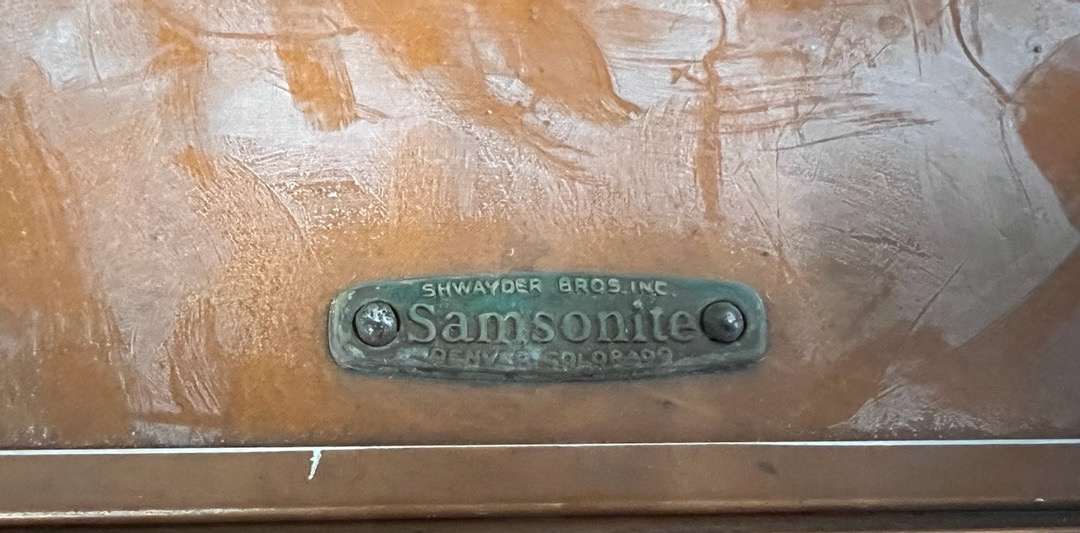 SHWAYDER BROS. INC.
Samsonite
DENVER COLORADO